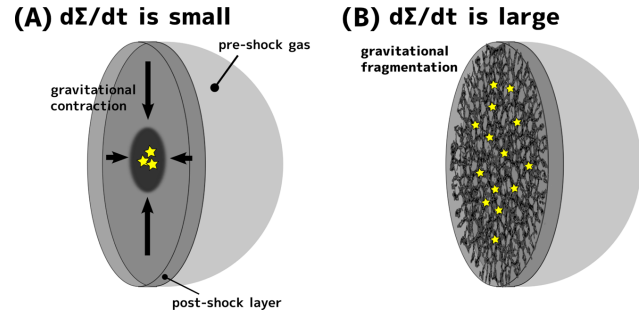 (A) dΣ/dt is small
pre-shock gas
gravitational
contraction
post-shock layer
(B) dΣ/dt is large
gravitational
fragmentation